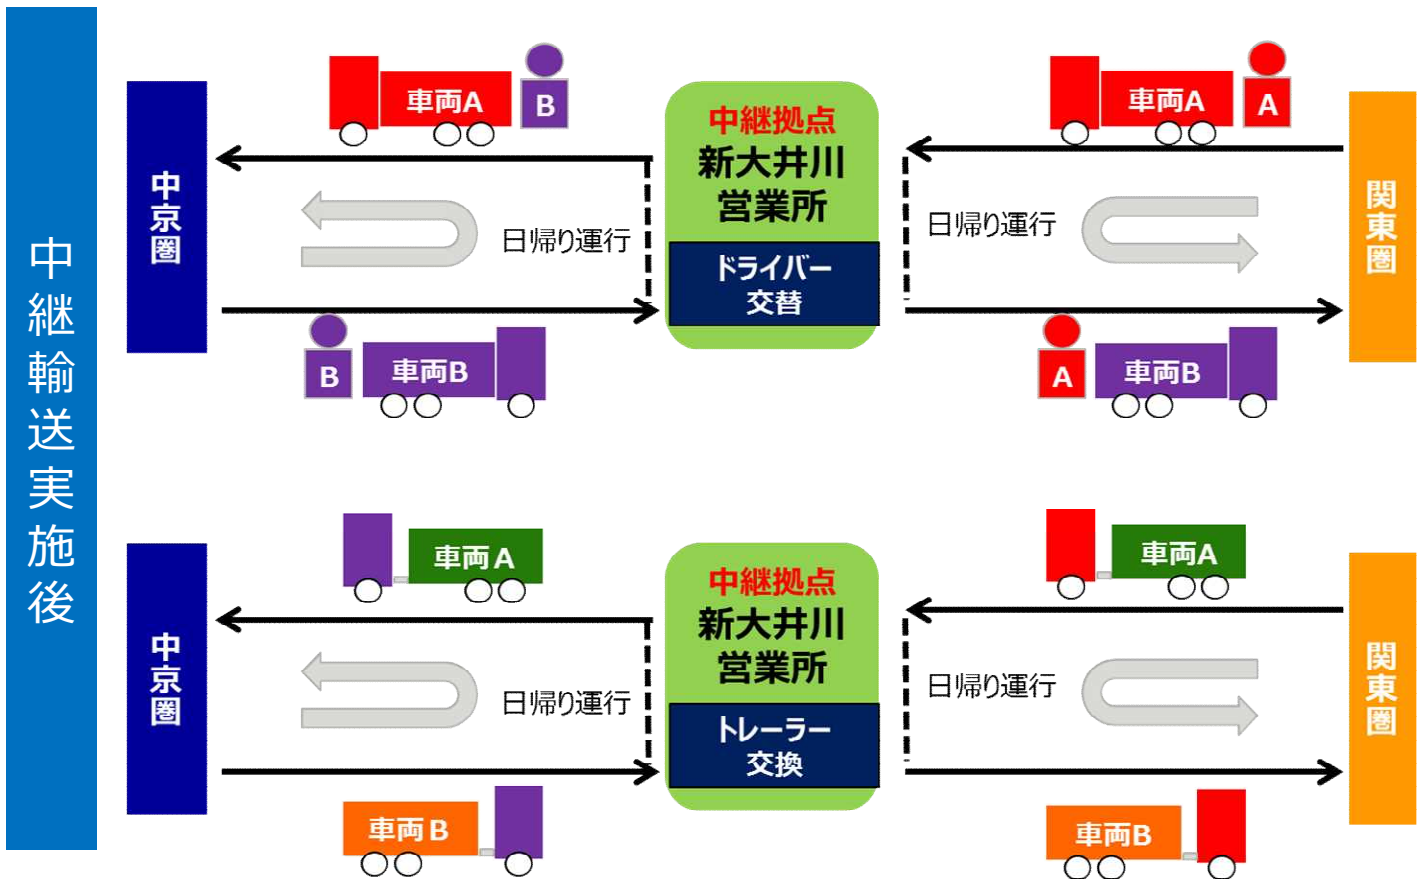 中継輸送実施後
中京圏
車両A
B
日帰り運行
B
車両B
中継拠点
新大井川
営業所
ドライバー
交替
車両A
A
日帰り運行
A
車両B
関東圏
中京圏
車両A
日帰り運行
車両B
中継拠点
新大井川
営業所
トレーラー
交換
車両A
日帰り運行
車両B
関東圏